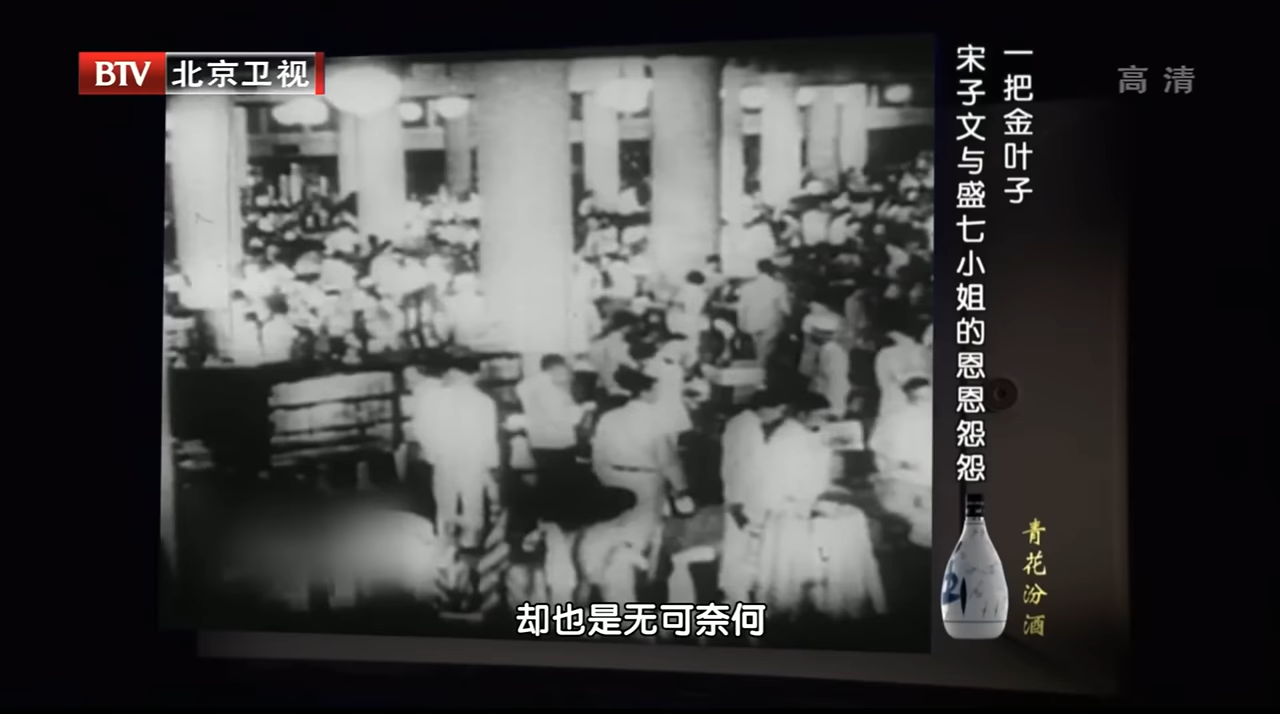 BTV 北京卫视
高清
一把金叶子
宋子文与盛七小姐的恩恩怨怨
青花汾酒
却也是无可奈何